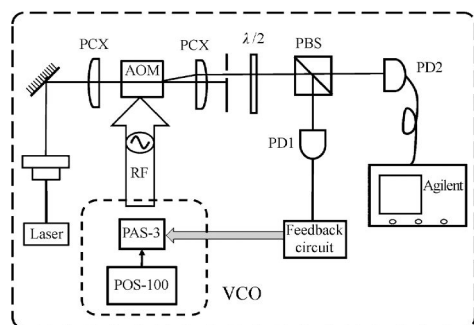 PCX
AOM
PCX
λ/2
PBS
PD2
PD1
RF
Agilent
Laser
PAS-3
Feedback
circuit
POS-100
VCO